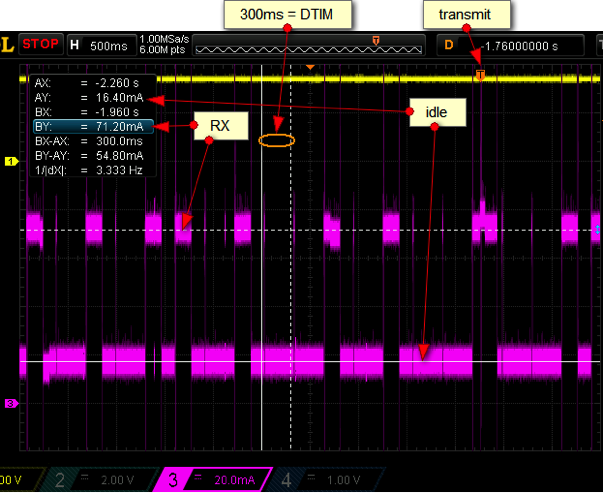 300ms = DTIM
transmit
L STOP H 500ms 1.00MSa/s
6.00M pts
T
D -1.76000000 s
T
AX: = -2.260 s
AY: = 16.40mA
BX: = -1.960 s
BY: = 71.20mA
BX-AX: = 300.0ms
BY-AY: = 54.80mA
1/|dX|: = 3.333 Hz
RX
idle
1
3
00 V 2 2.00 V 3 20.0mA 4 1.00 V